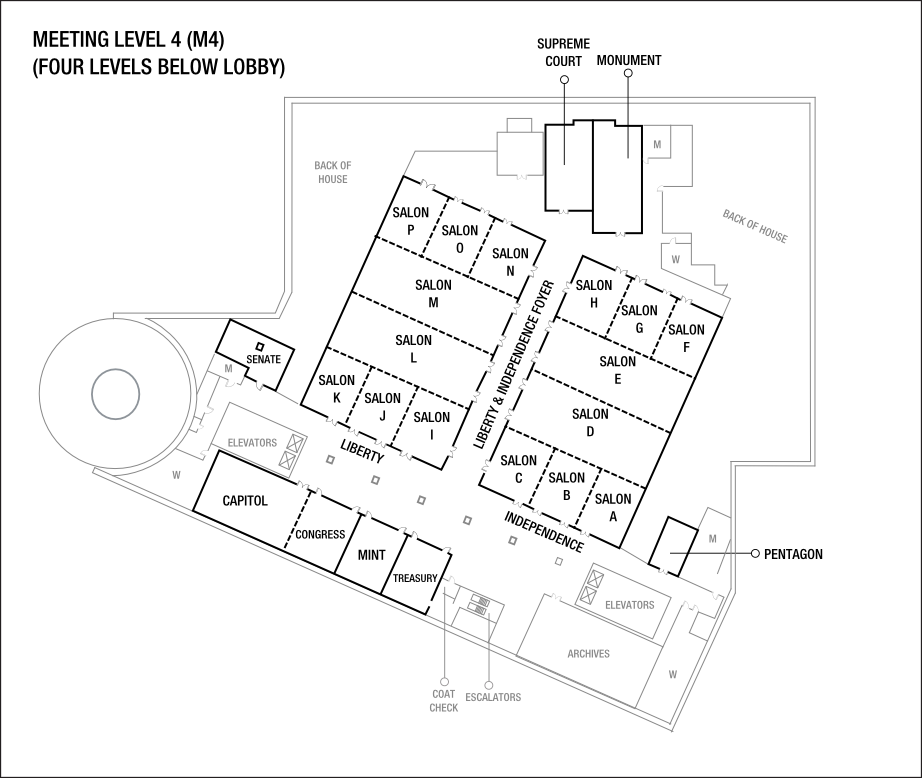 MEETING LEVEL 4 (M4)
(FOUR LEVELS BELOW LOBBY)
SUPREME
COURT
MONUMENT
M
BACK OF
HOUSE
BACK OF HOUSE
W
SALON
P
SALON
O
SALON
N
SALON
M
SALON
L
SALON
K
SALON
J
SALON
I
LIBERTY
LIBERTY & INDEPENDENCE FOYER
SALON
H
SALON
G
SALON
F
SALON
E
SALON
D
SALON
C
SALON
B
SALON
A
INDEPENDENCE
SENATE
M
ELEVATORS
W
CAPITOL
CONGRESS
MINT
TREASURY
M
PENTAGON
ELEVATORS
ARCHIVES
W
COAT
CHECK
ESCALATORS